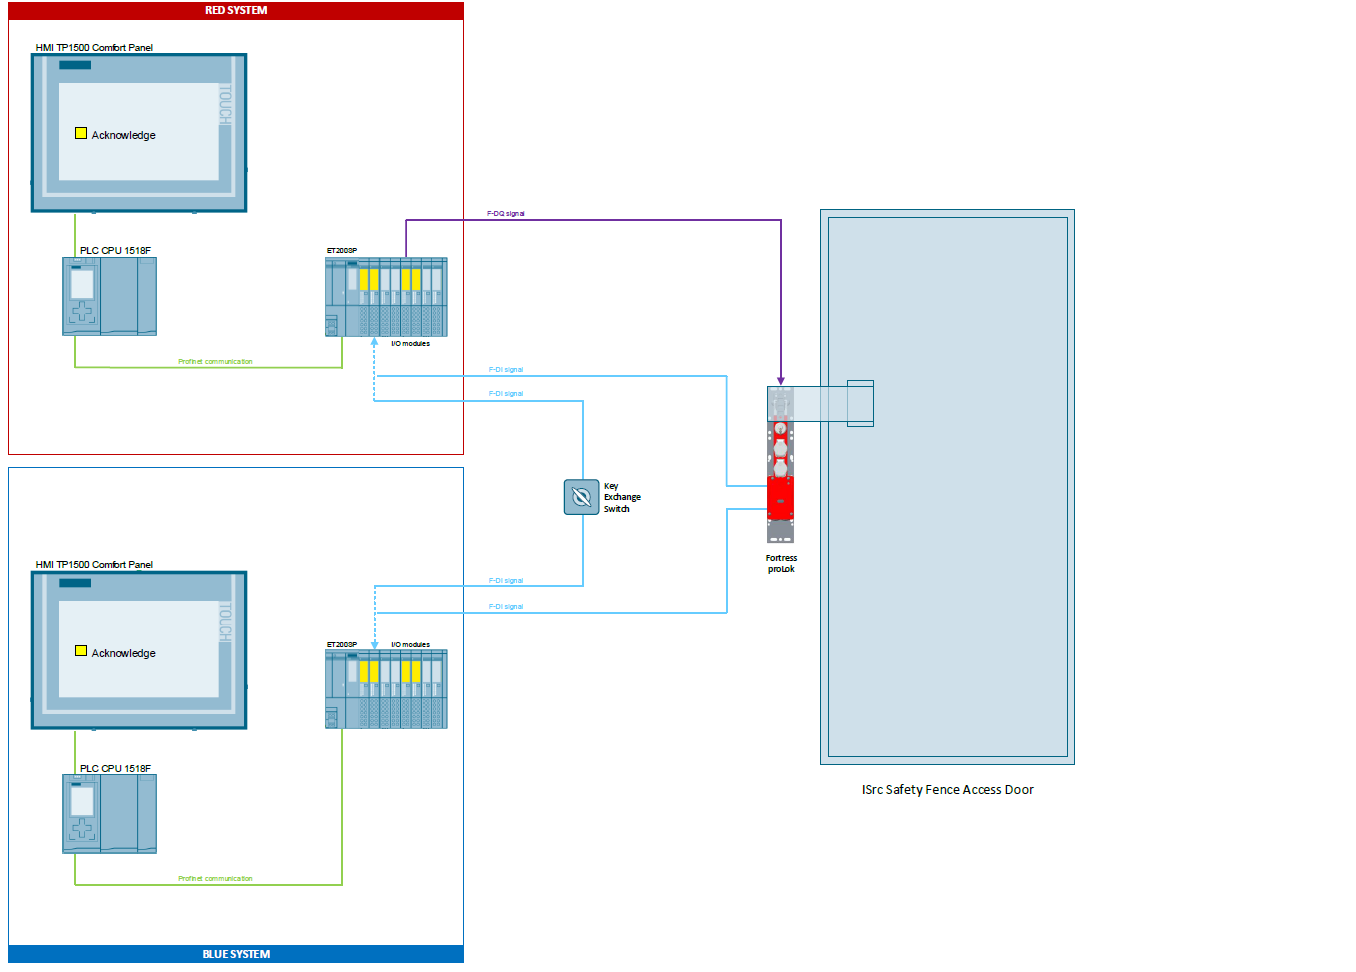 RED SYSTEM
HMI TP1500 Comfort Panel
TOUCH
Acknowledge
F-DQ signal
PLC CPU 1518F
ET200SP
I/O modules
Profinet communication
F-DI signal
F-DI signal
Key
Exchange
Switch
Fortress
proLok
F-DI signal
F-DI signal
HMI TP1500 Comfort Panel
TOUCH
Acknowledge
ET200SP
I/O modules
PLC CPU 1518F
ISrc Safety Fence Access Door
Profinet communication
BLUE SYSTEM